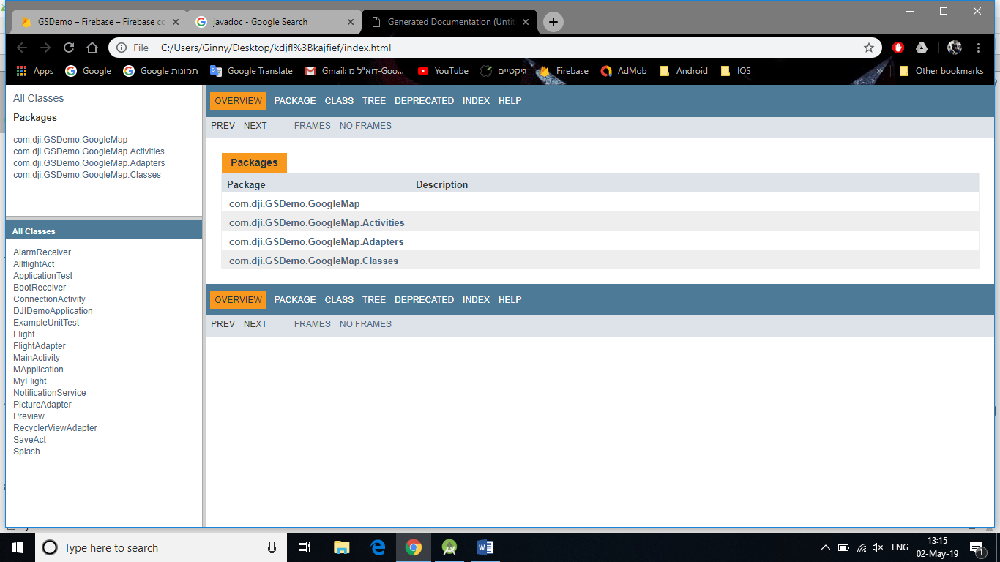 GSDemo – Firebase – Firebase co
javadoc - Google Search
Generated Documentation (Untit
File
C:/Users/Ginny/Desktop/kdjfl%3Bkajfief/index.html
Apps
Google
Google תמונות
Google Translate
Gmail: דוא"ל מ-Goo...
YouTube
גיקטיים
Firebase
AdMob
Android
IOS
Other bookmarks
All Classes
Packages
com.dji.GSDemo.GoogleMap
com.dji.GSDemo.GoogleMap.Activities
com.dji.GSDemo.GoogleMap.Adapters
com.dji.GSDemo.GoogleMap.Classes
All Classes
AlarmReceiver
AllflightAct
ApplicationTest
BootReceiver
ConnectionActivity
DJIDemoApplication
ExampleUnitTest
Flight
FlightAdapter
MainActivity
MApplication
MyFlight
NotificationService
PictureAdapter
Preview
RecyclerViewAdapter
SaveAct
Splash
OVERVIEW PACKAGE CLASS TREE DEPRECATED INDEX HELP
PREV NEXT FRAMES NO FRAMES
Packages
Package Description
com.dji.GSDemo.GoogleMap
com.dji.GSDemo.GoogleMap.Activities
com.dji.GSDemo.GoogleMap.Adapters
com.dji.GSDemo.GoogleMap.Classes
OVERVIEW PACKAGE CLASS TREE DEPRECATED INDEX HELP
PREV NEXT FRAMES NO FRAMES
Type here to search
ENG
13:15
02-May-19
1